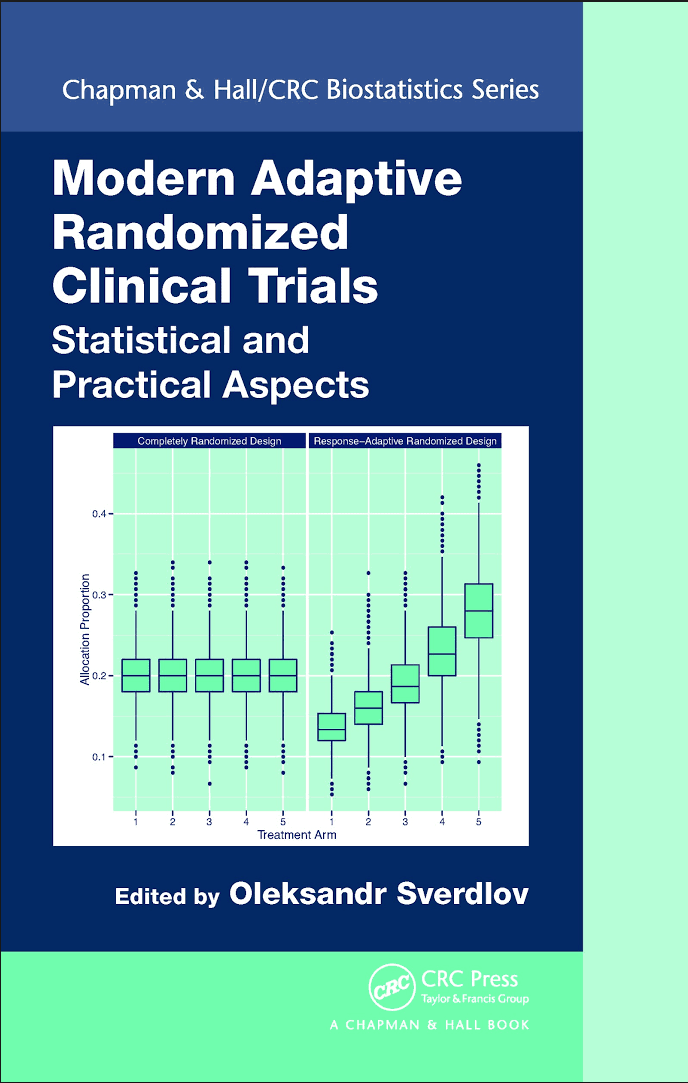 Chapman & Hall/CRC Biostatistics Series
Modern Adaptive
Randomized
Clinical Trials
Statistical and
Practical Aspects
Completely Randomized Design
Response–Adaptive Randomized Design
Allocation Proportion
0.4
0.3
0.2
0.1
1 2 3 4 5
1 2 3 4 5
Treatment Arm
Edited by Oleksandr Sverdlov
CRC
CRC Press
Taylor & Francis Group
A CHAPMAN & HALL BOOK